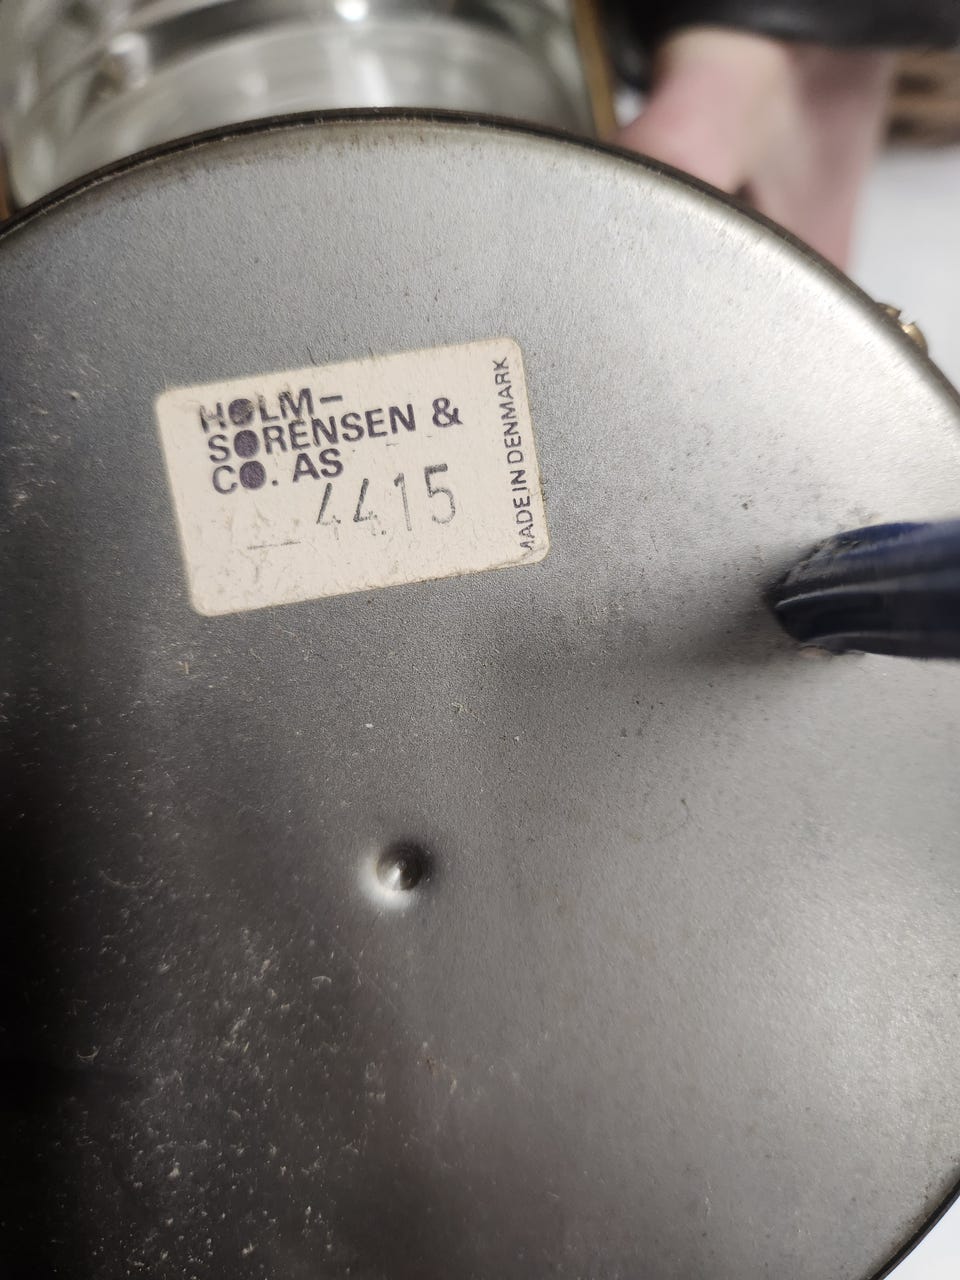 HOLM-
SORENSEN &
CO. AS
4415
MADE IN DENMARK